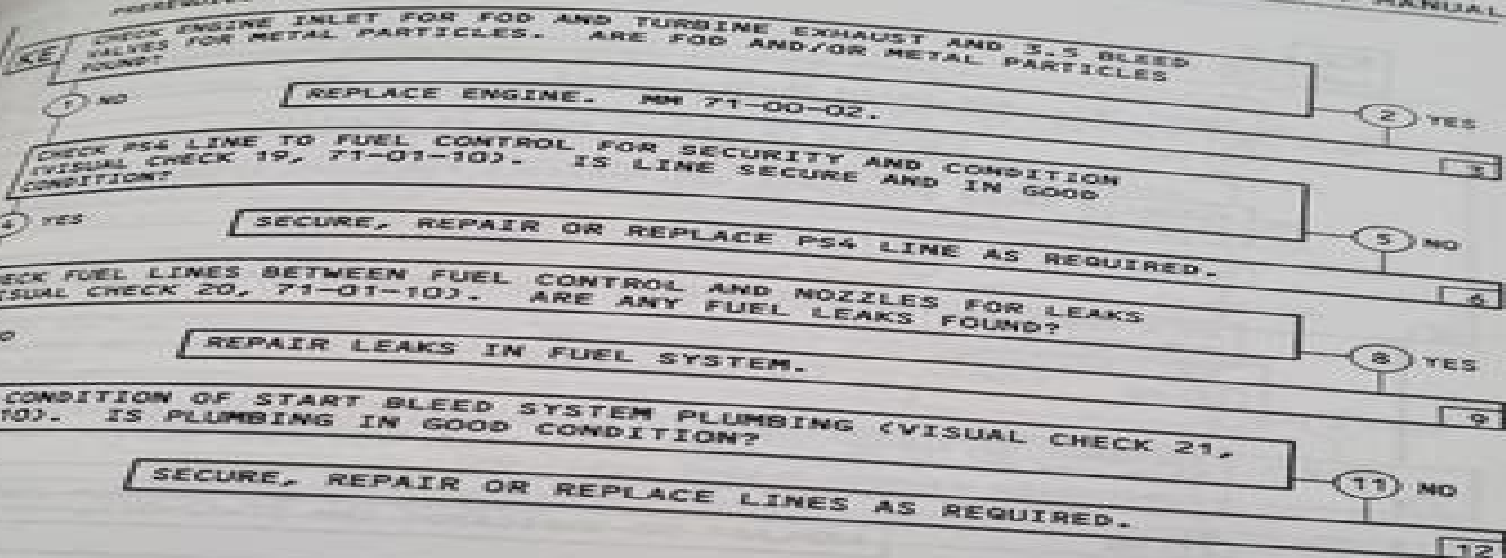 MANUAL
CHECK ENGINE INLET FOR FOD AND TURBINE EXHAUST AND 3.5 BLEED
VALVES FOR METAL PARTICLES. ARE FOD AND/OR METAL PARTICLES
FOUND?
KE
1 NO
2 YES
REPLACE ENGINE. MM 71-00-02.
3
CHECK PS4 LINE TO FUEL CONTROL FOR SECURITY AND CONDITION
(VISUAL CHECK 19, 71-01-10). IS LINE SECURE AND IN GOOD
CONDITION?
4 YES
5 NO
SECURE, REPAIR OR REPLACE PS4 LINE AS REQUIRED.
6
ECK FUEL LINES BETWEEN FUEL CONTROL AND NOZZLES FOR LEAKS
ISUAL CHECK 20, 71-01-10). ARE ANY FUEL LEAKS FOUND?
O
8 YES
REPAIR LEAKS IN FUEL SYSTEM.
9
CONDITION OF START BLEED SYSTEM PLUMBING (VISUAL CHECK 21,
10). IS PLUMBING IN GOOD CONDITION?
11 NO
SECURE, REPAIR OR REPLACE LINES AS REQUIRED.
12